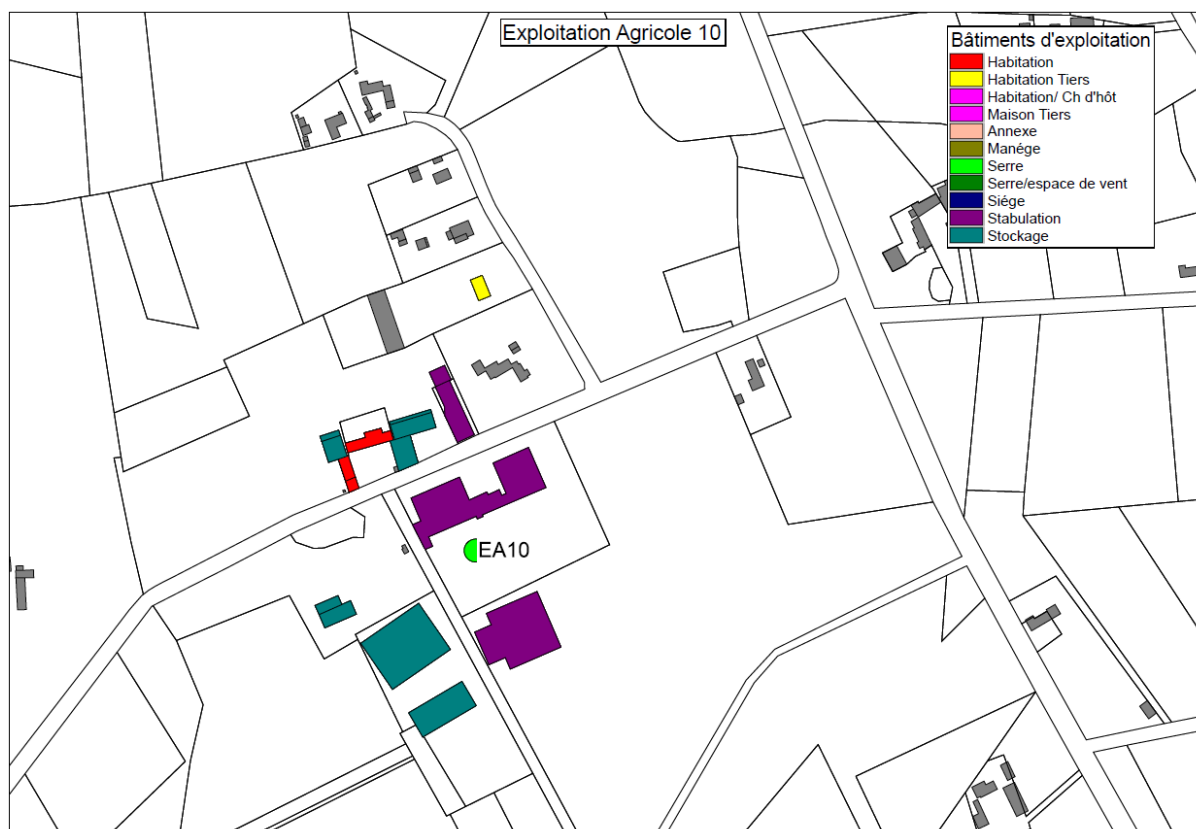 Exploitation Agricole 10
Bâtiments d'exploitation
Habitation
Habitation Tiers
Habitation/ Ch d'hôt
Maison Tiers
Annexe
Manége
Serre
Serre/espace de vent
Siége
Stabulation
Stockage
EA10